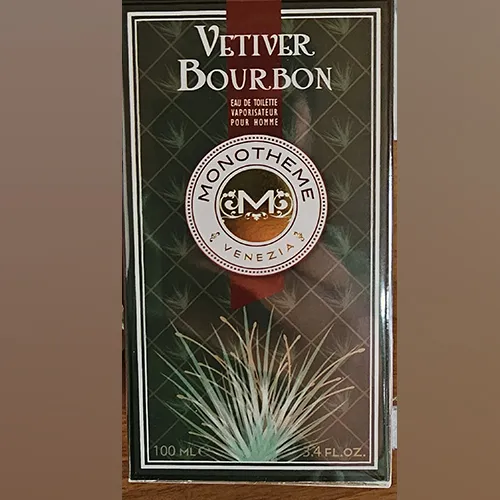 VETIVER
BOURBON
EAU DE TOILETTE
VAPORISATEUR
POUR HOMME
MONOTHEME
M
VENEZIA
100 ML ℮
3.4 FL.OZ.